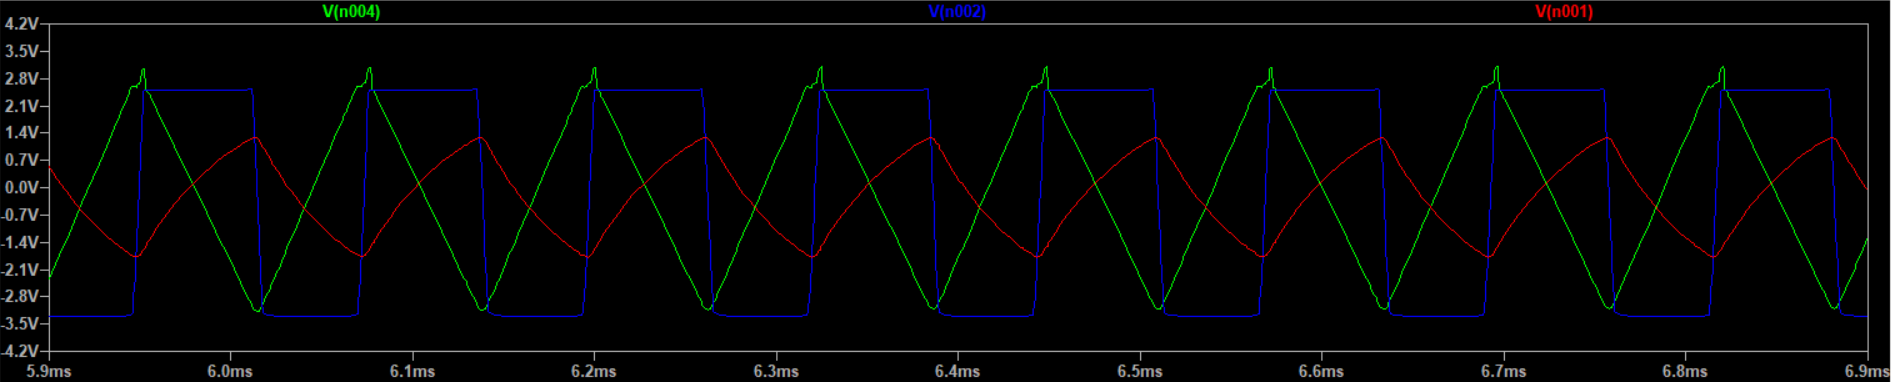 V(n004) V(n002) V(n001)
4.2V
3.5V
2.8V
2.1V
1.4V
0.7V
0.0V
-0.7V
-1.4V
-2.1V
-2.8V
-3.5V
-4.2V
5.9ms 6.0ms 6.1ms 6.2ms 6.3ms 6.4ms 6.5ms 6.6ms 6.7ms 6.8ms 6.9ms